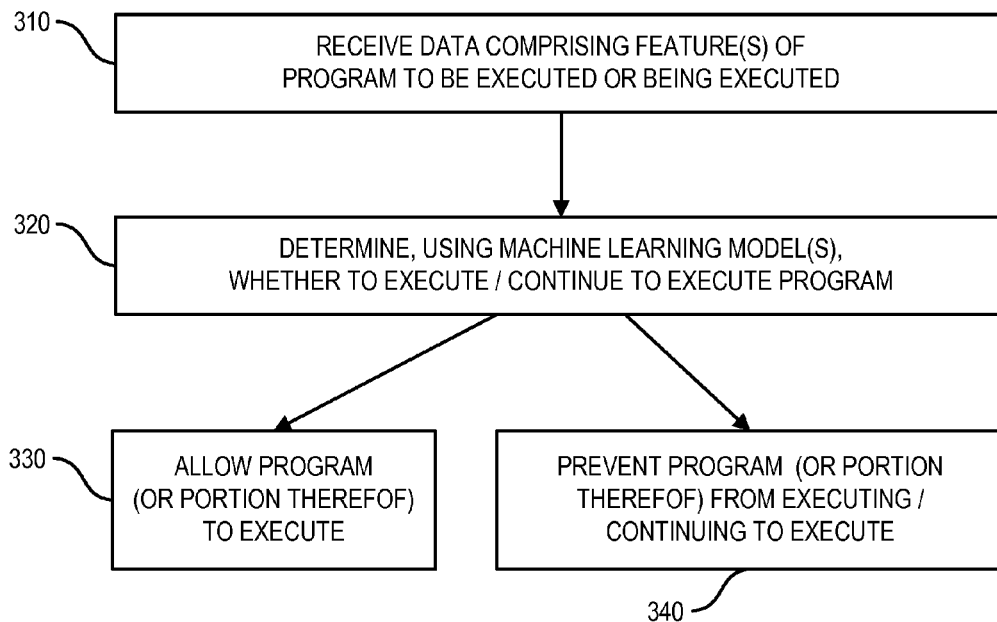 310
RECEIVE DATA COMPRISING FEATURE(S) OF
PROGRAM TO BE EXECUTED OR BEING EXECUTED
320
DETERMINE, USING MACHINE LEARNING MODEL(S),
WHETHER TO EXECUTE / CONTINUE TO EXECUTE PROGRAM
330
ALLOW PROGRAM
(OR PORTION THEREFOF)
TO EXECUTE
PREVENT PROGRAM (OR PORTION
THEREFOF) FROM EXECUTING /
CONTINUING TO EXECUTE
340